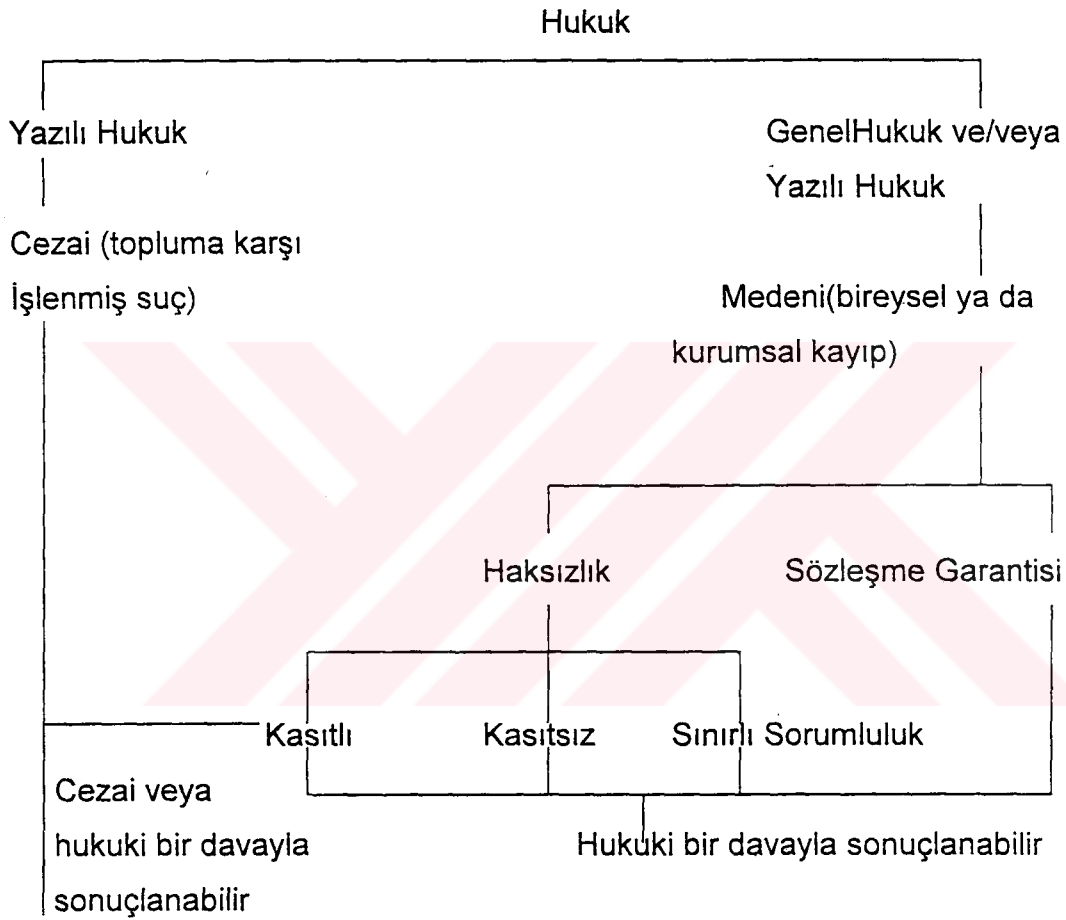 Hukuk
Yazılı Hukuk
GenelHukuk ve/veya
Yazılı Hukuk
Cezai (topluma karşı
İşlenmiş suç)
Medeni(bireysel ya da
kurumsal kayıp)
Haksızlık
Sözleşme Garantisi
Kasıtlı
Kasıtsız
Sınırlı Sorumluluk
Cezai veya
hukuki bir davayla
sonuçlanabilir
Hukuki bir davayla sonuçlanabilir